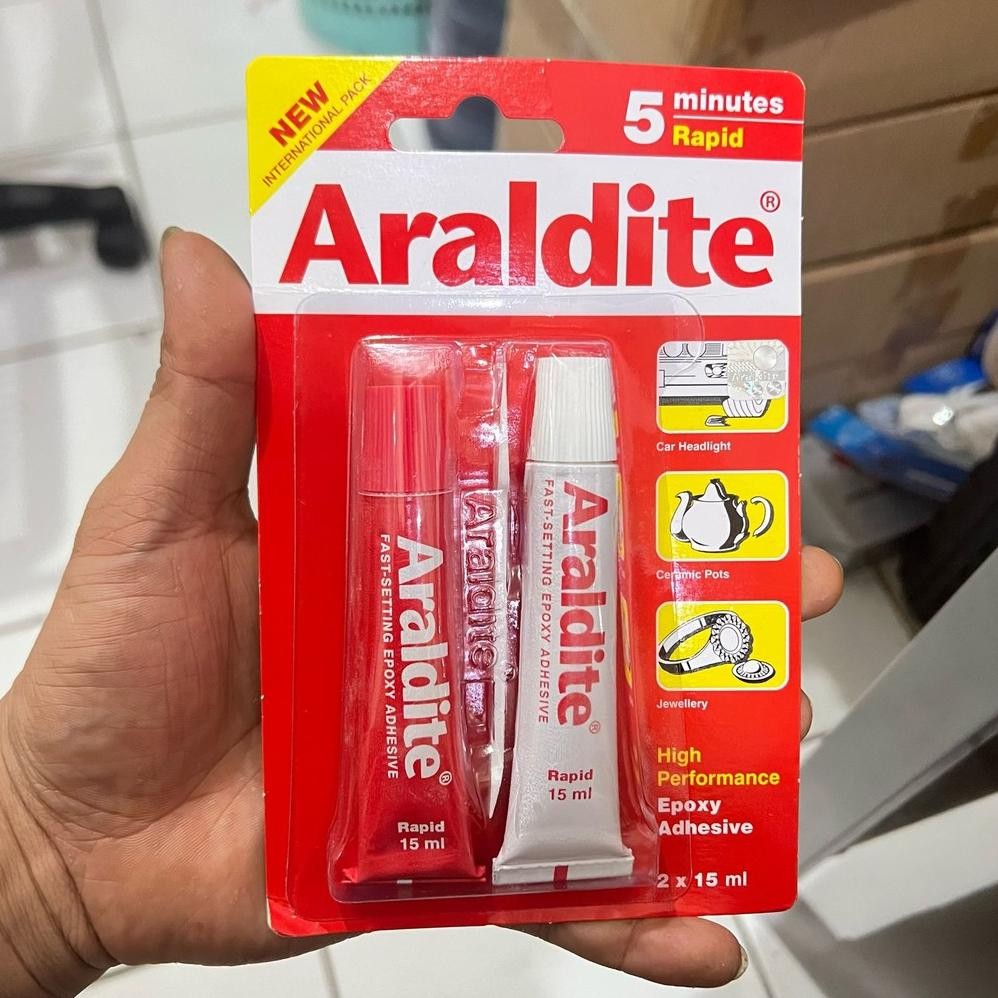 NEW
INTERNATIONAL PACK
5 minutes
Rapid
Araldite®
Car Headlight
Ceramic Pots
Jewellery
High
Performance
Epoxy
Adhesive
2 x 15 ml
Araldite®
FAST-SETTING EPOXY ADHESIVE
Rapid
15 ml
Araldite
Araldite®
FAST-SETTING EPOXY ADHESIVE
Rapid
15 ml
Araldite